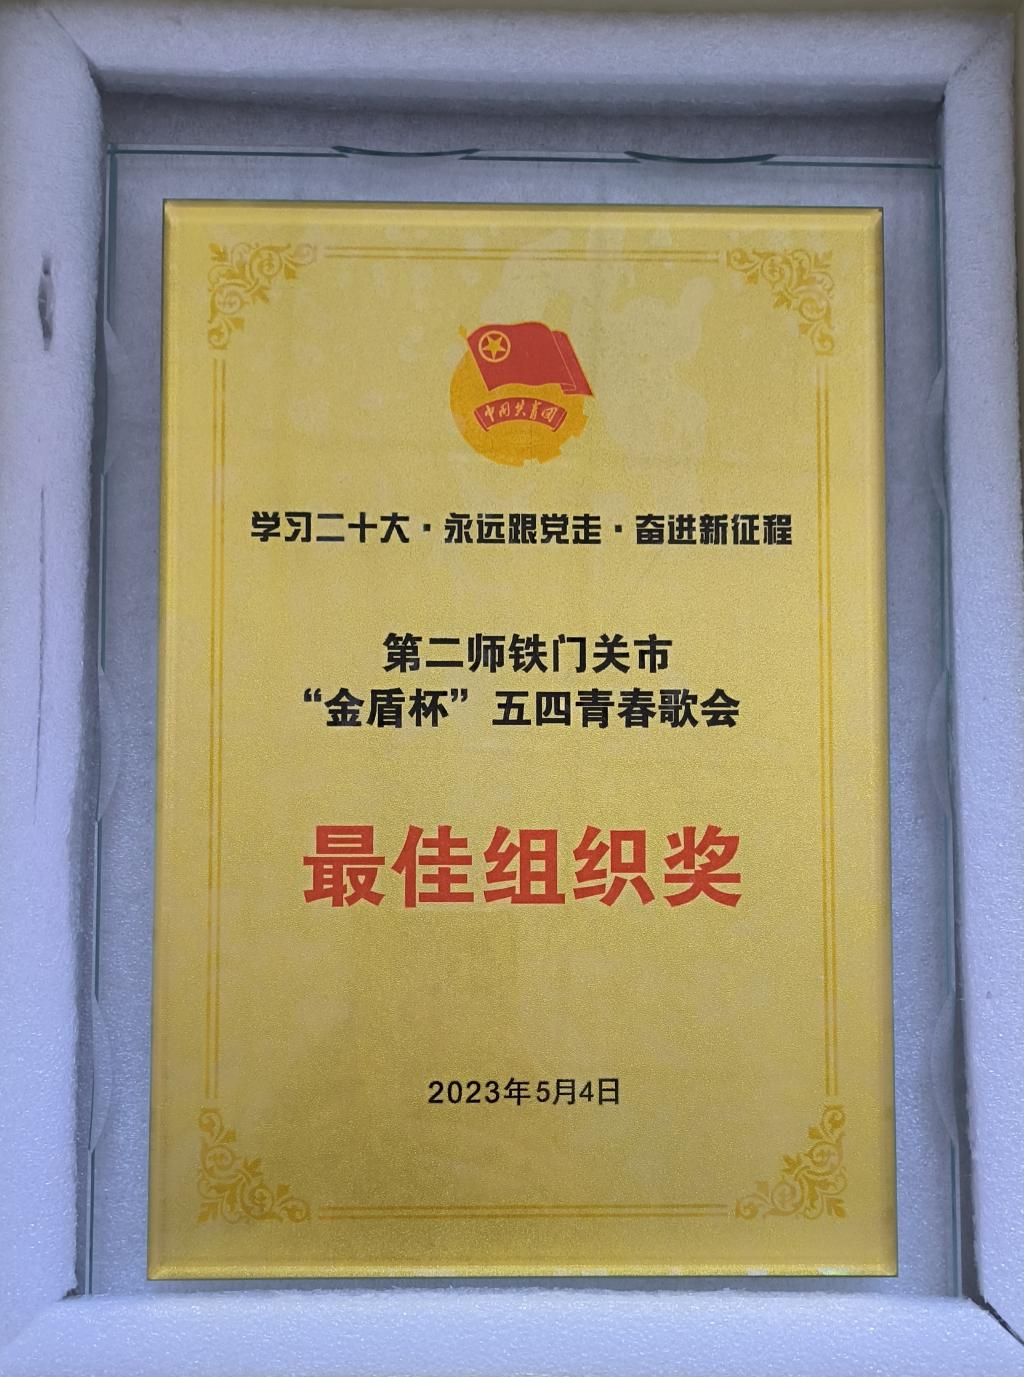 中国共青团
学习二十大·永远跟党走·奋进新征程
第二师铁门关市
“金盾杯”五四青春歌会
最佳组织奖
2023年5月4日